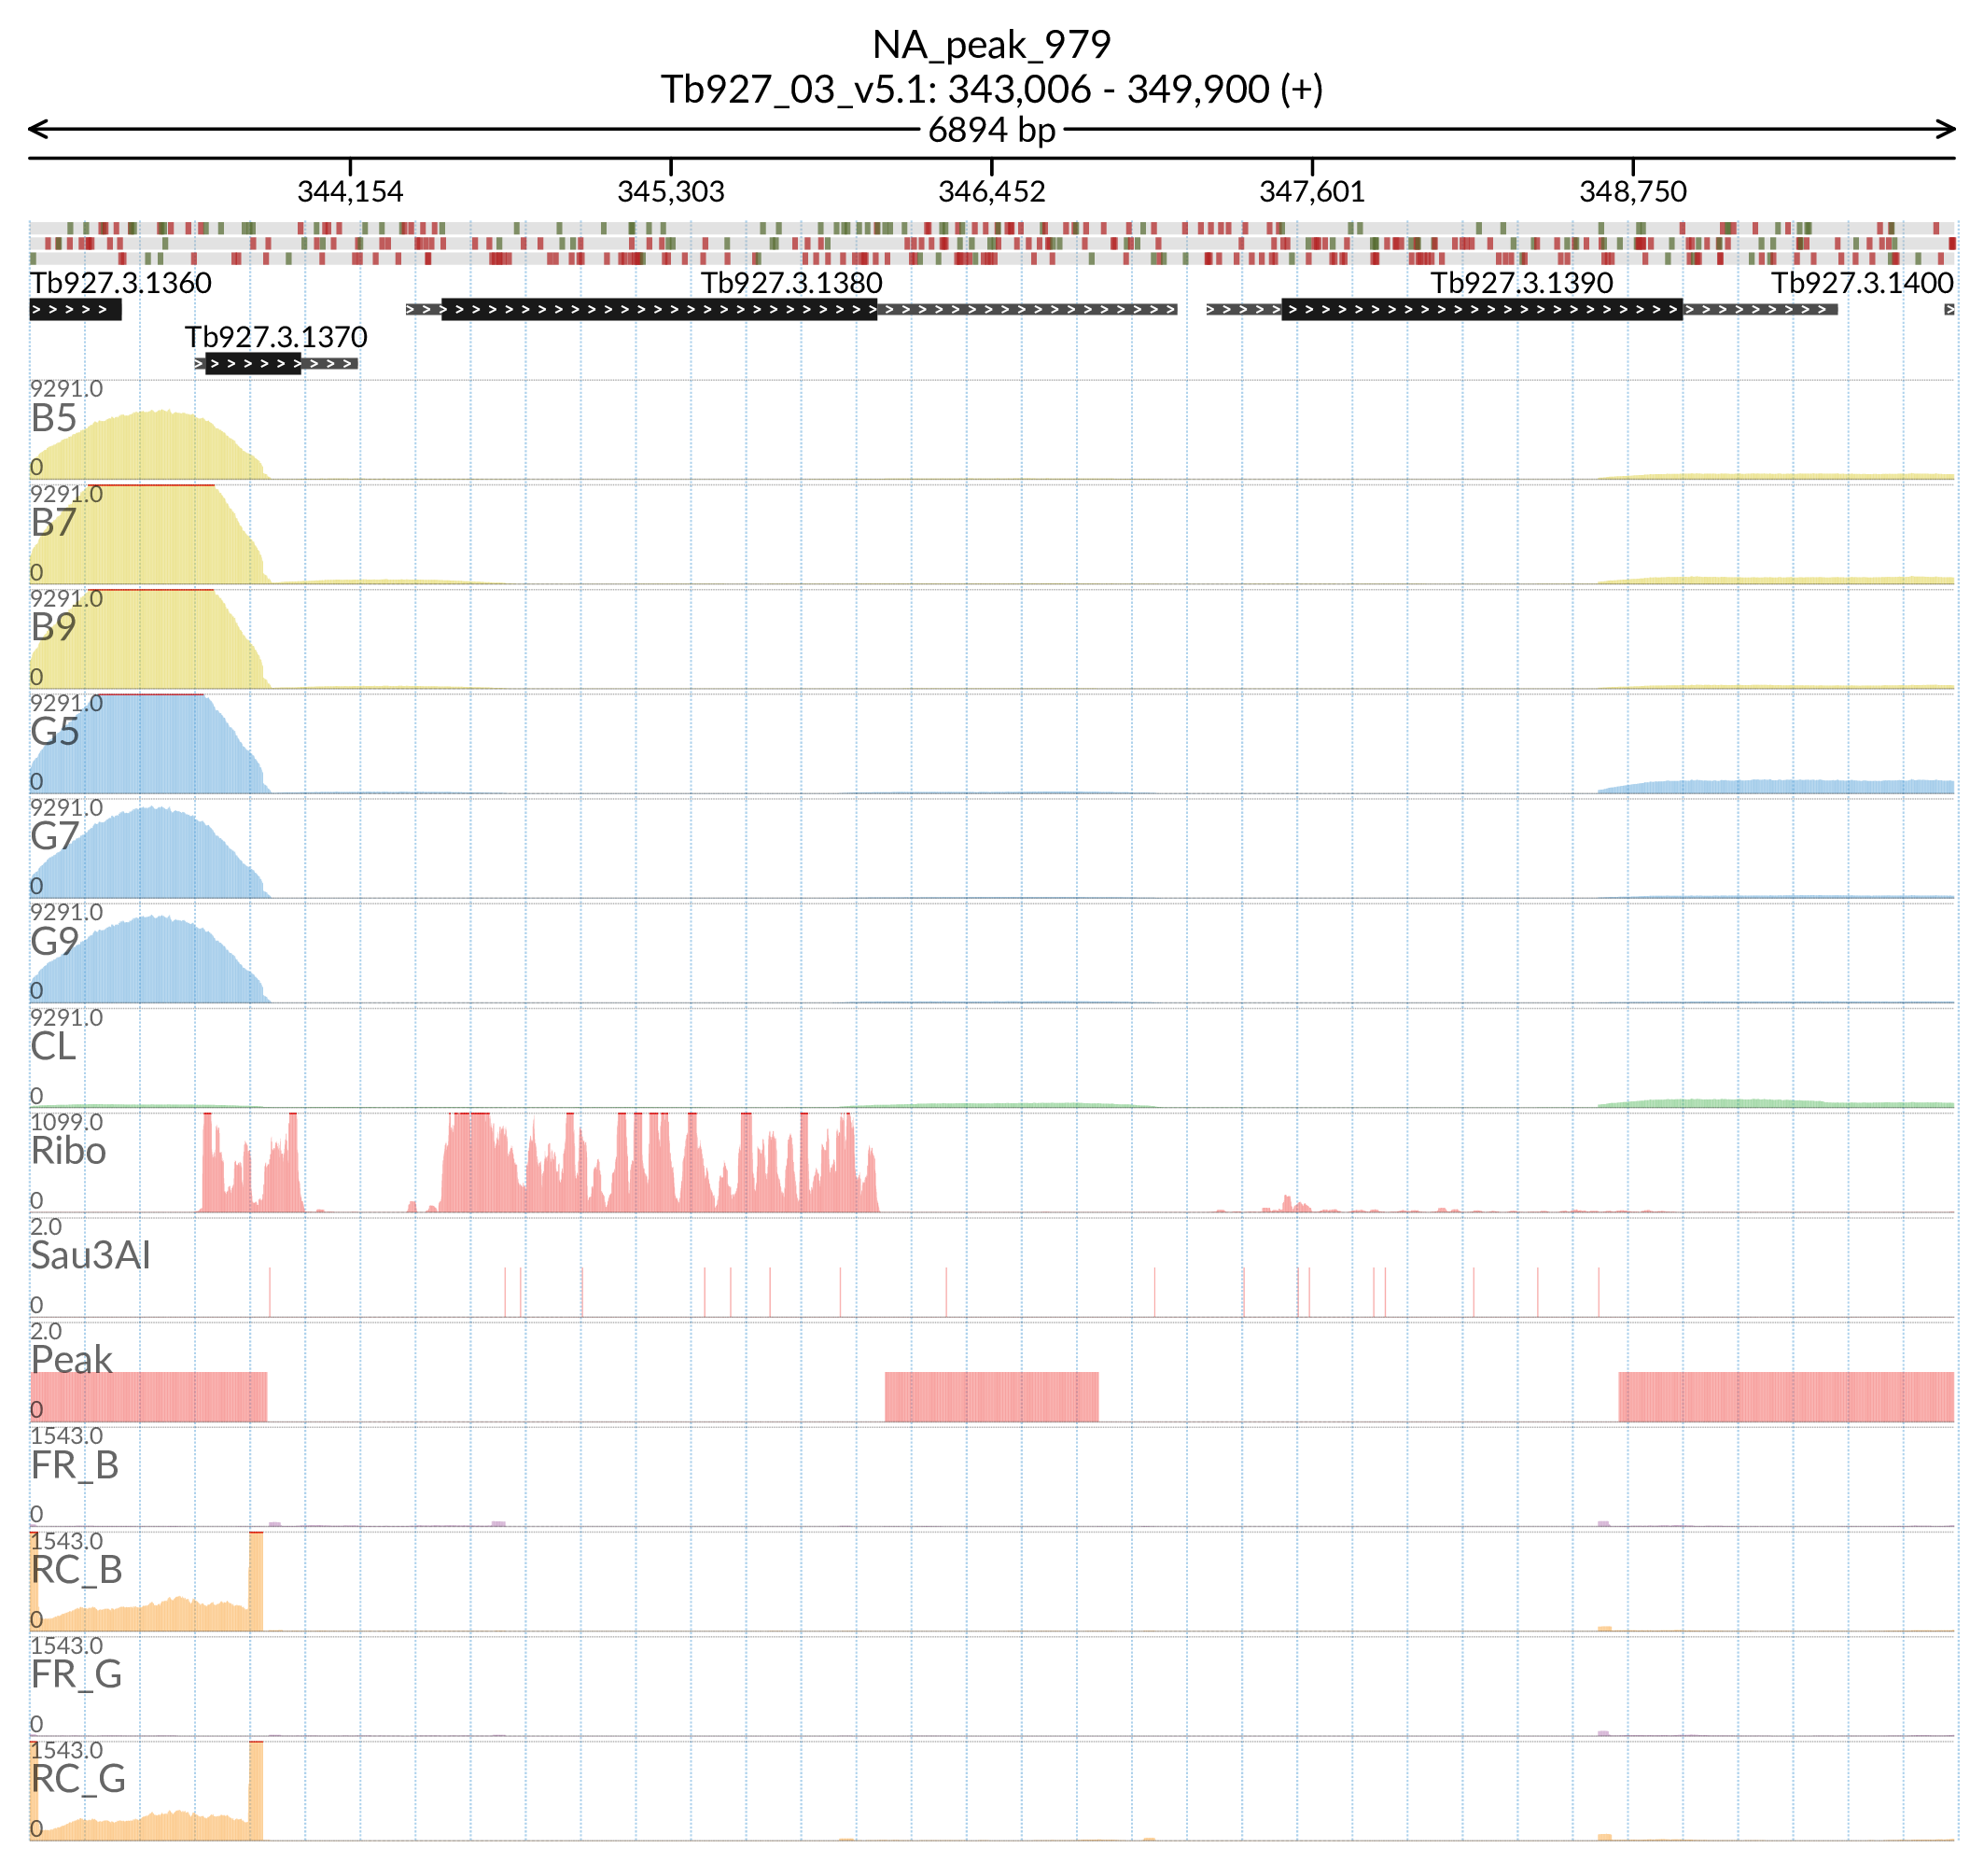 NA_peak_979
Tb927_03_v5.1: 343,006 - 349,900 (+)
6894 bp
344,154 345,303 346,452 347,601 348,750
Tb927.3.1360 Tb927.3.1380 Tb927.3.1390 Tb927.3.1400
Tb927.3.1370
9291.0
B5
0
9291.0
B7
0
9291.0
B9
0
9291.0
G5
0
9291.0
G7
0
9291.0
G9
0
9291.0
CL
0
1099.0
Ribo
0
2.0
Sau3AI
0
2.0
Peak
0
1543.0
FR_B
0
1543.0
RC_B
0
1543.0
FR_G
0
1543.0
RC_G
0